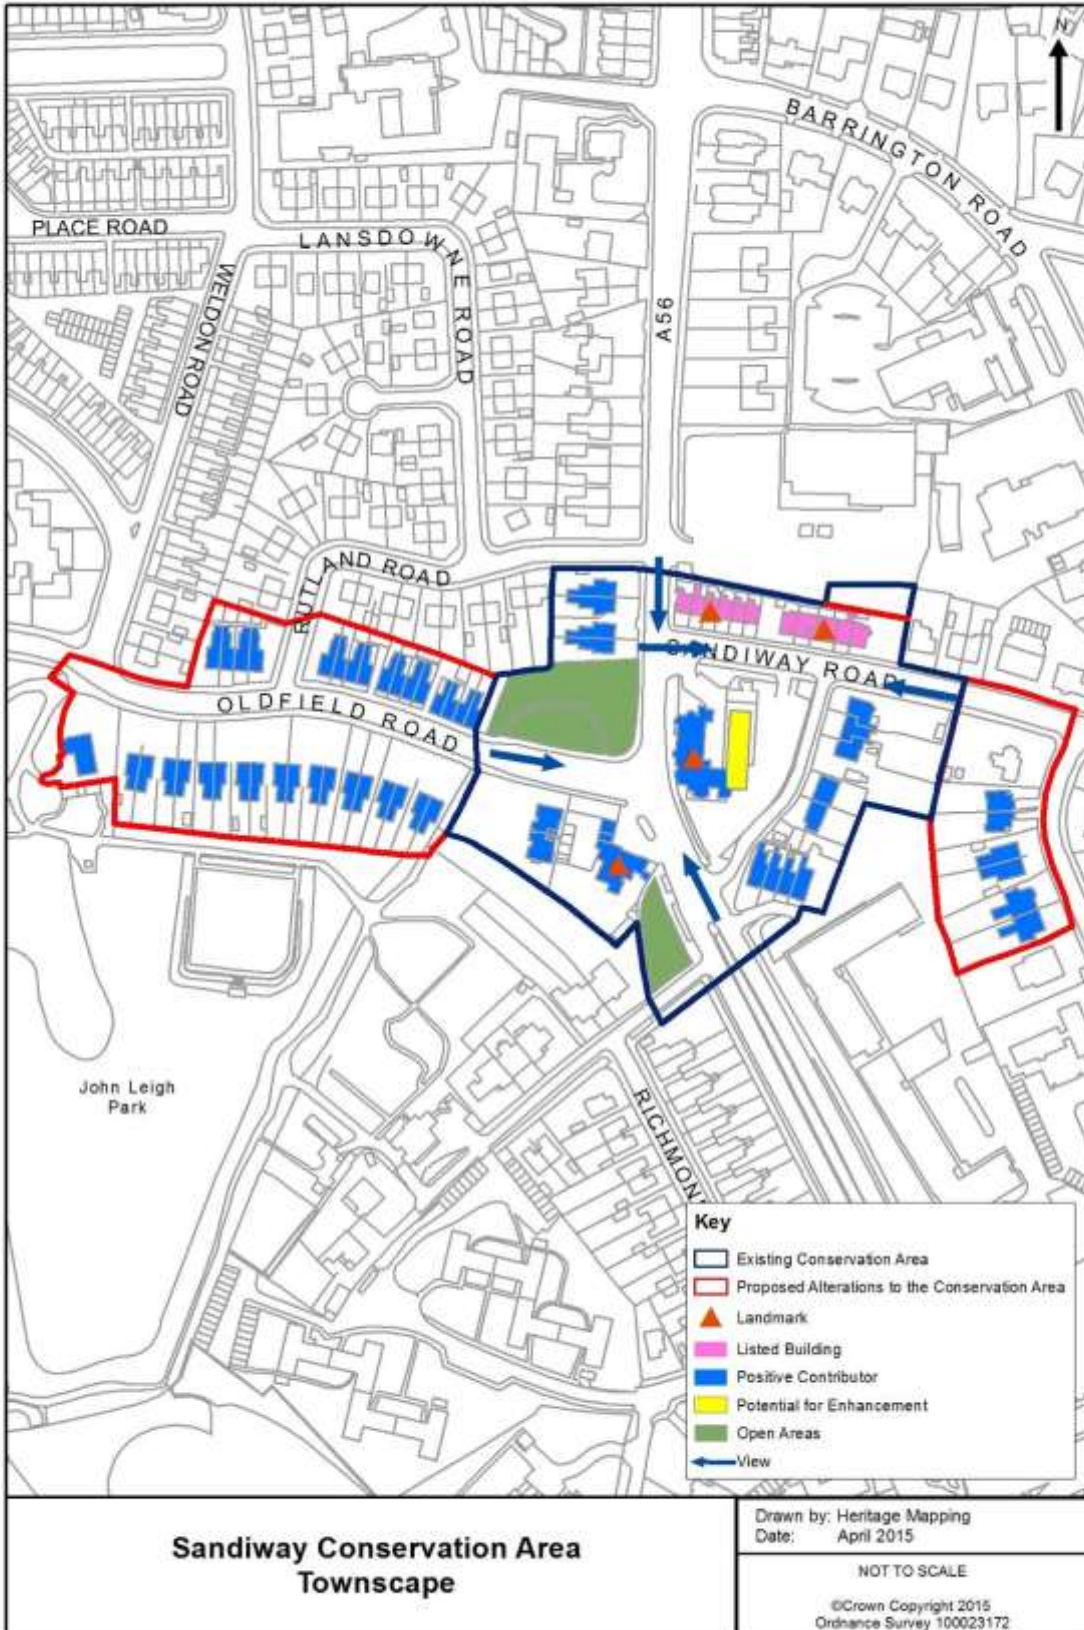 N
BARRINGTON ROAD
PLACE ROAD
LANSDOWNE ROAD
WELDON ROAD
A56
RUTLAND ROAD
SANDIWAY ROAD
OLDFIELD ROAD
John Leigh
Park
RICHMON
Key
Existing Conservation Area
Proposed Alterations to the Conservation Area
Landmark
Listed Building
Positive Contributor
Potential for Enhancement
Open Areas
View
Sandiway Conservation Area
Townscape
Drawn by: Heritage Mapping
Date: April 2015
NOT TO SCALE
©Crown Copyright 2015
Ordnance Survey 100023172